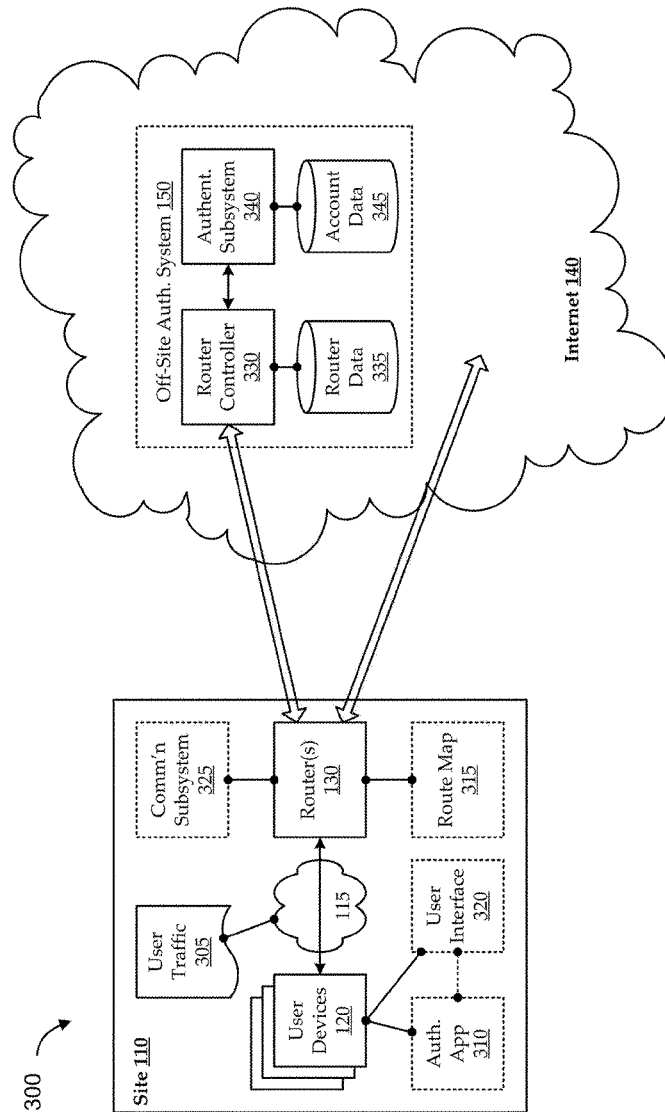 300
Site 110
User
Traffic
305
Comm'n
Subsystem
325
User
Devices
120
115
Router(s)
130
Auth.
App
310
User
Interface
320
Route Map
315
Off-Site Auth. System 150
Router
Controller
330
Authent.
Subsystem
340
Router
Data
335
Account
Data
345
Internet 140